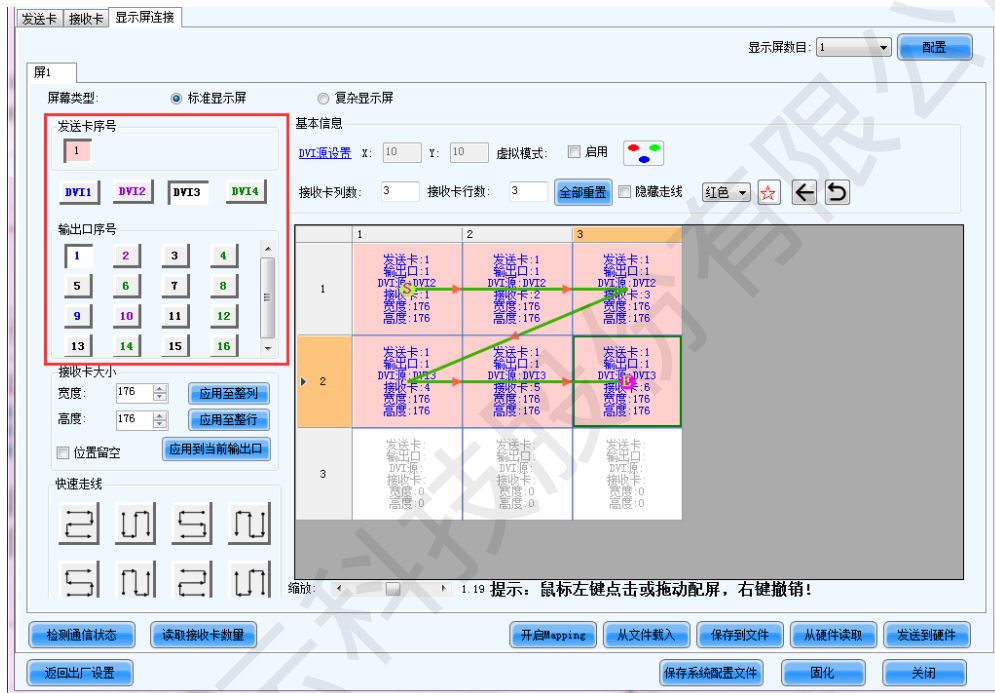 发送卡 接收卡 显示屏连接
显示屏数目: 1 配置
屏1
屏幕类型: 标准显示屏 复杂显示屏
发送卡序号
1
DVI1 DVI2 DVI3 DVI4
输出口序号
1 2 3 4
5 6 7 8
9 10 11 12
13 14 15 16
接收卡大小
宽度: 176 应用至整列
高度: 176 应用至整行
位置留空 应用到当前输出口
快速走线
基本信息
DVI源设置 X: 10 Y: 10 虚拟模式: 启用
接收卡列数: 3 接收卡行数: 3 全部重置 隐藏走线 红色
1 2 3
1
发送卡:1
输出口:1
DVI源:DVI2
接收卡:1
宽度:176
高度:176
发送卡:1
输出口:1
DVI源:DVI2
接收卡:2
宽度:176
高度:176
发送卡:1
输出口:1
DVI源:DVI2
接收卡:3
宽度:176
高度:176
2
发送卡:1
输出口:1
DVI源:DVI3
接收卡:4
宽度:176
高度:176
发送卡:1
输出口:1
DVI源:DVI3
接收卡:5
宽度:176
高度:176
发送卡:1
输出口:1
DVI源:DVI3
接收卡:6
宽度:176
高度:176
S
E
3
发送卡:
输出口:
DVI源:
接收卡:
宽度:0
高度:0
发送卡:
输出口:
DVI源:
接收卡:
宽度:0
高度:0
发送卡:
输出口:
DVI源:
接收卡:
宽度:0
高度:0
缩放: 1.19 提示: 鼠标左键点击或拖动配屏, 右键撤销!
检测通信状态 读取接收卡数量 开启Mapping 从文件载入 保存到文件 从硬件读取 发送到硬件
返回出厂设置 保存系统配置文件 固化 关闭
云科技股份有限公